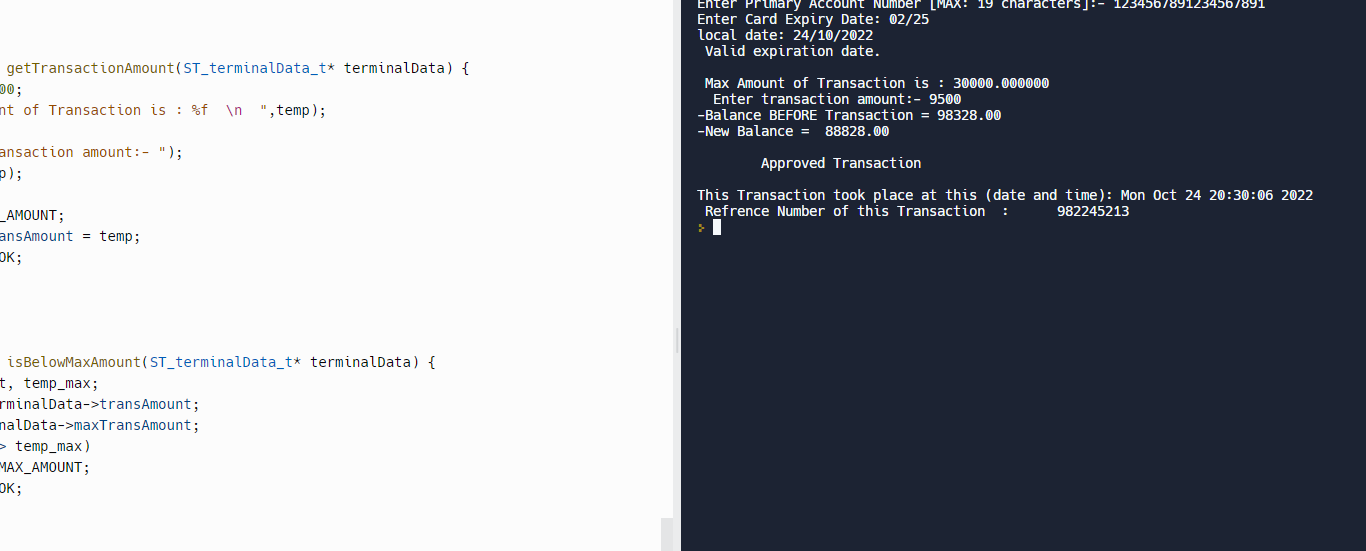 getTransactionAmount(ST_terminalData_t* terminalData) {
00;
nt of Transaction is : %f  \n  ",temp);
ansaction amount:- ");
p);
_AMOUNT;
ansAmount = temp;
OK;
isBelowMaxAmount(ST_terminalData_t* terminalData) {
t, temp_max;
rminalData->transAmount;
nalData->maxTransAmount;
> temp_max)
MAX_AMOUNT;
OK;
Enter Primary Account Number [MAX: 19 characters]:- 1234567891234567891
Enter Card Expiry Date: 02/25
local date: 24/10/2022
Valid expiration date.
Max Amount of Transaction is : 30000.000000
Enter transaction amount:- 9500
-Balance BEFORE Transaction = 98328.00
-New Balance =  88828.00
Approved Transaction
This Transaction took place at this (date and time): Mon Oct 24 20:30:06 2022
Refrence Number of this Transaction  :      982245213